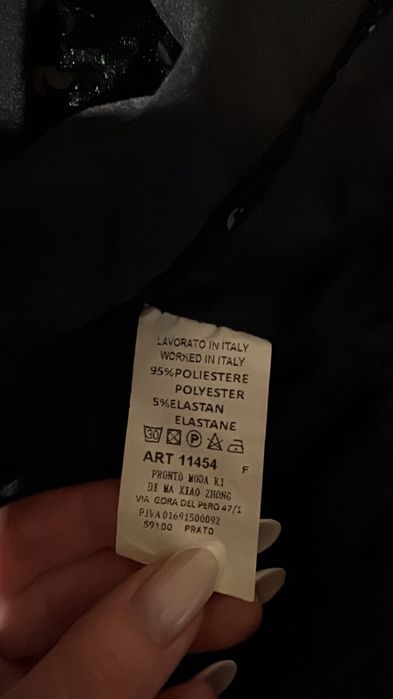 LAVORATO IN ITALY
WORKED IN ITALY
95%POLIESTERE
POLYESTER
5%ELASTAN
ELASTANE
30 P
ART 11454 F
PRONTO MODA KI
DI MA XIAO ZHONG
VIA GORA DEL PERO 47/1
P.IVA 01691500092
59100 PRATO